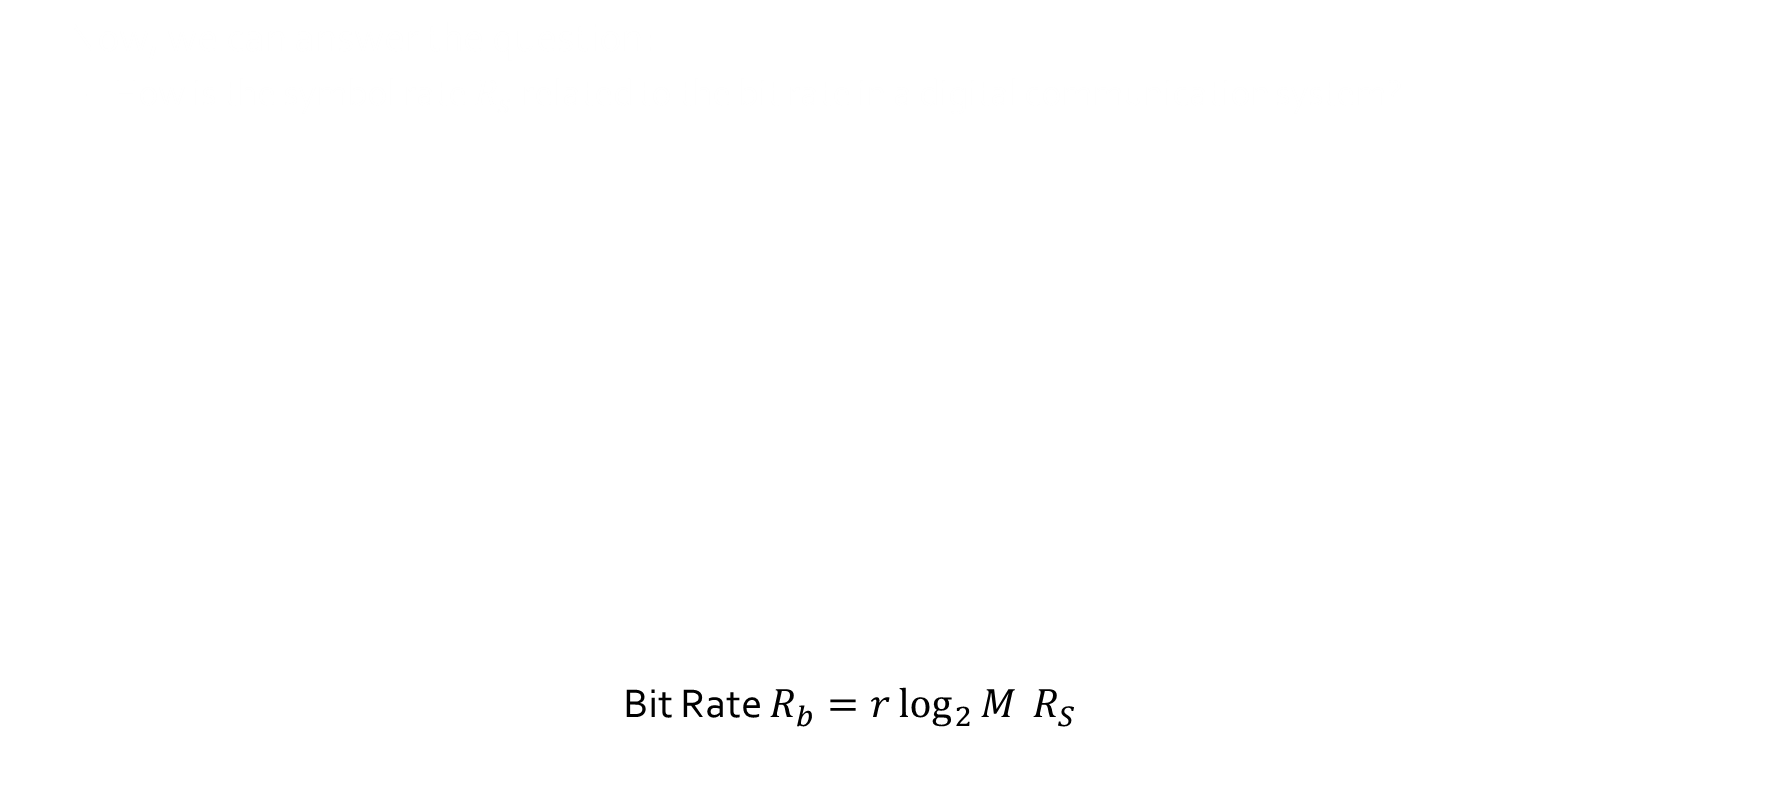 Bit Rate R_b = r log_2 M R_S